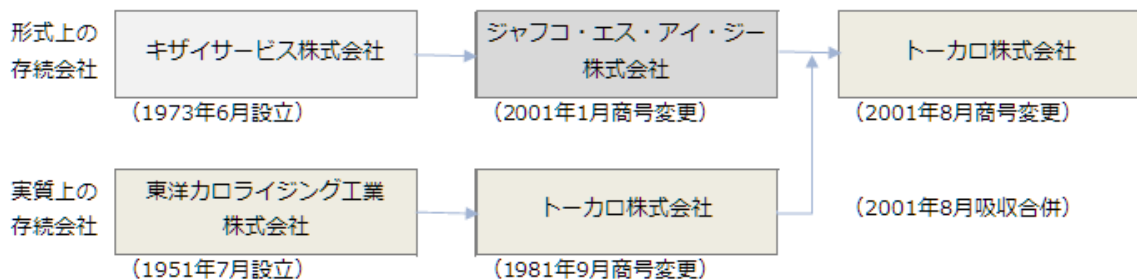 形式上の
存続会社
キザイサービス株式会社
(1973年6月設立)
ジャフコ・エス・アイ・ジー
株式会社
(2001年1月商号変更)
トーカロ株式会社
(2001年8月商号変更)
実質上の
存続会社
東洋カロライジング工業
株式会社
(1951年7月設立)
トーカロ株式会社
(1981年9月商号変更)
(2001年8月吸収合併)